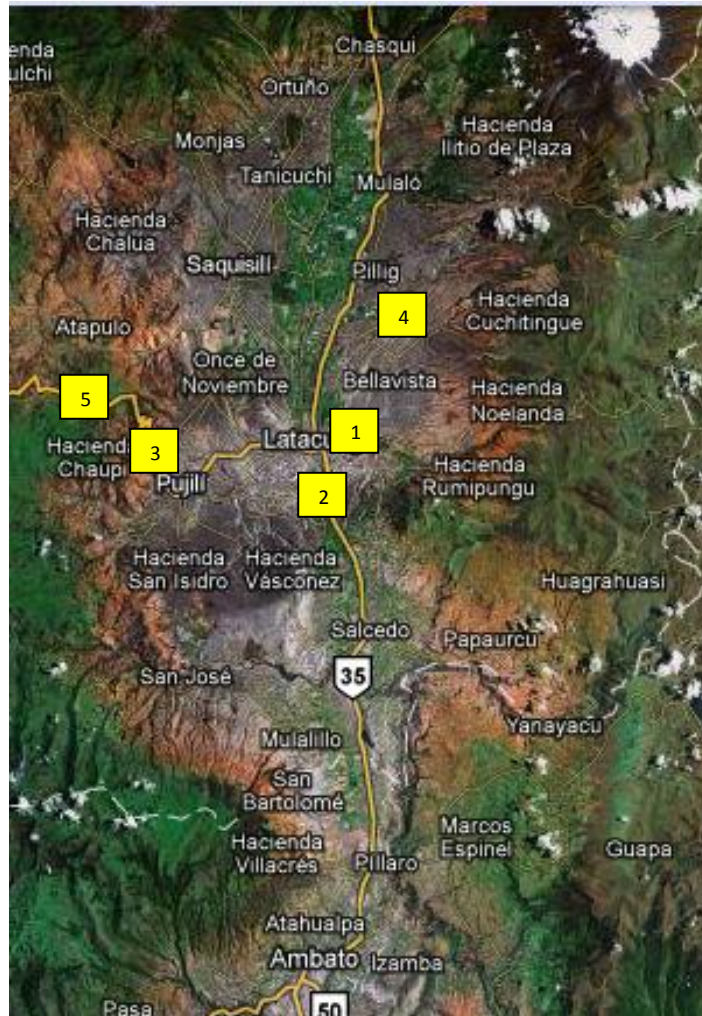 Chasqui
enda
ulchi
Ortuño
Hacienda
Ilitio de Plaza
Monjas
Tanicuchi
Mulaló
Hacienda
Chalua
Saquisilí
Pillig
Hacienda
Cuchitingue
4
Atapulo
Once de
Noviembre
Bellavista
Hacienda
Noelanda
5
1
Latacu
Hacienda
Chaupi
3
Pujilí
Hacienda
Rumipungu
2
Hacienda
San Isidro
Hacienda
Vásconez
Huagrahuasi
Salcedo
Papaurcu
35
San José
Yanayacu
Mulalillo
San
Bartolomé
Marcos
Espinel
Hacienda
Villacrés
Píllaro
Guapa
Atahualpa
Ambato
Izamba
Pasa
50